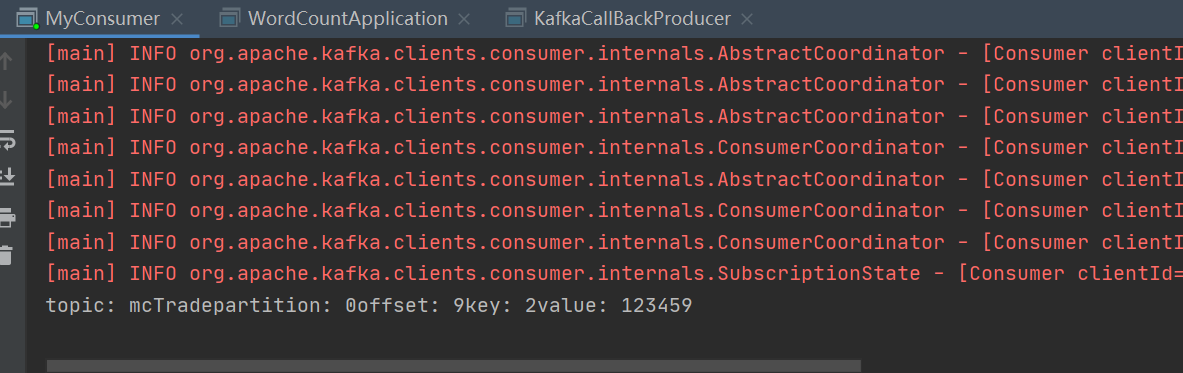 MyConsumer WordCountApplication KafkaCallBackProducer
[main] INFO org.apache.kafka.clients.consumer.internals.AbstractCoordinator - [Consumer clientI
[main] INFO org.apache.kafka.clients.consumer.internals.AbstractCoordinator - [Consumer clientI
[main] INFO org.apache.kafka.clients.consumer.internals.AbstractCoordinator - [Consumer clientI
[main] INFO org.apache.kafka.clients.consumer.internals.ConsumerCoordinator - [Consumer clientI
[main] INFO org.apache.kafka.clients.consumer.internals.AbstractCoordinator - [Consumer clientI
[main] INFO org.apache.kafka.clients.consumer.internals.ConsumerCoordinator - [Consumer clientI
[main] INFO org.apache.kafka.clients.consumer.internals.ConsumerCoordinator - [Consumer clientI
[main] INFO org.apache.kafka.clients.consumer.internals.SubscriptionState - [Consumer clientId=
topic: mcTradepartition: 0offset: 9key: 2value: 123459